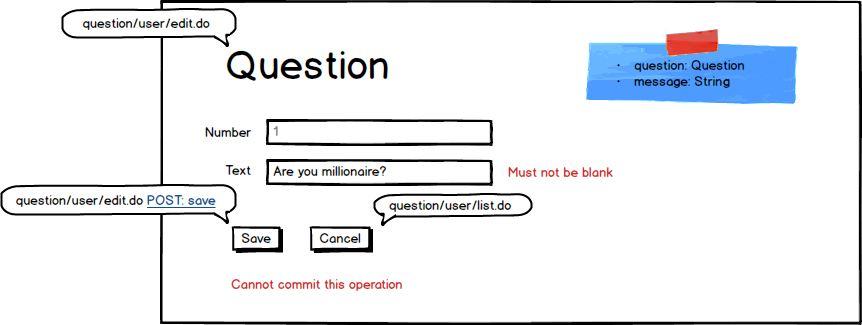 question/user/edit.do
Question
• question: Question
• message: String
Number 1
Text Are you millionaire? Must not be blank
question/user/edit.do POST: save
question/user/list.do
Save Cancel
Cannot commit this operation